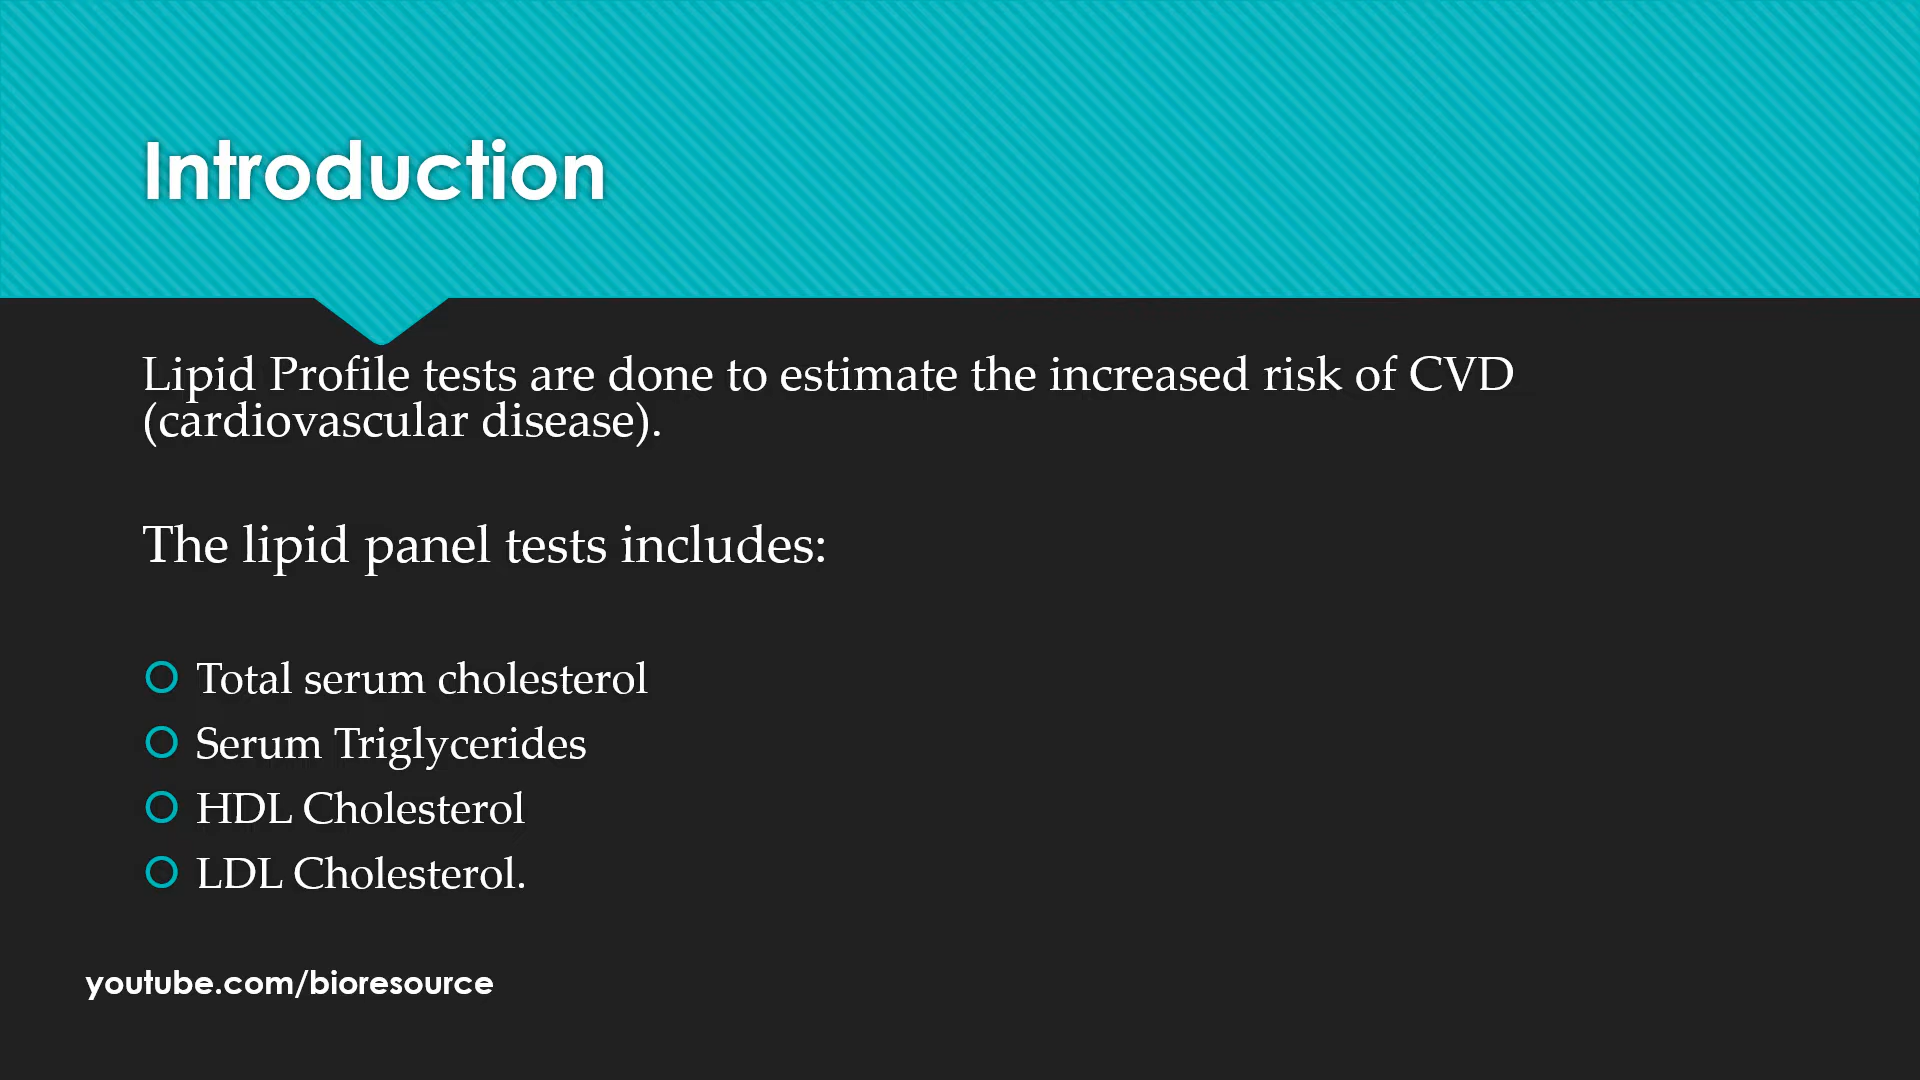 Introduction
Lipid Profile tests are done to estimate the increased risk of CVD
(cardiovascular disease).
The lipid panel tests includes:
Total serum cholesterol
Serum Triglycerides
HDL Cholesterol
LDL Cholesterol.
youtube.com/bioresource